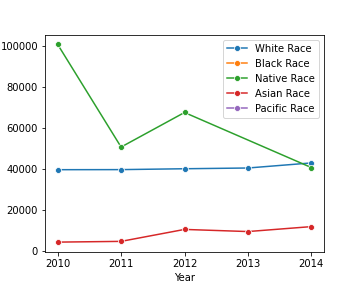 White Race
Black Race
Native Race
Asian Race
Pacific Race
100000
80000
60000
40000
20000
0
2010 2011 2012 2013 2014
Year